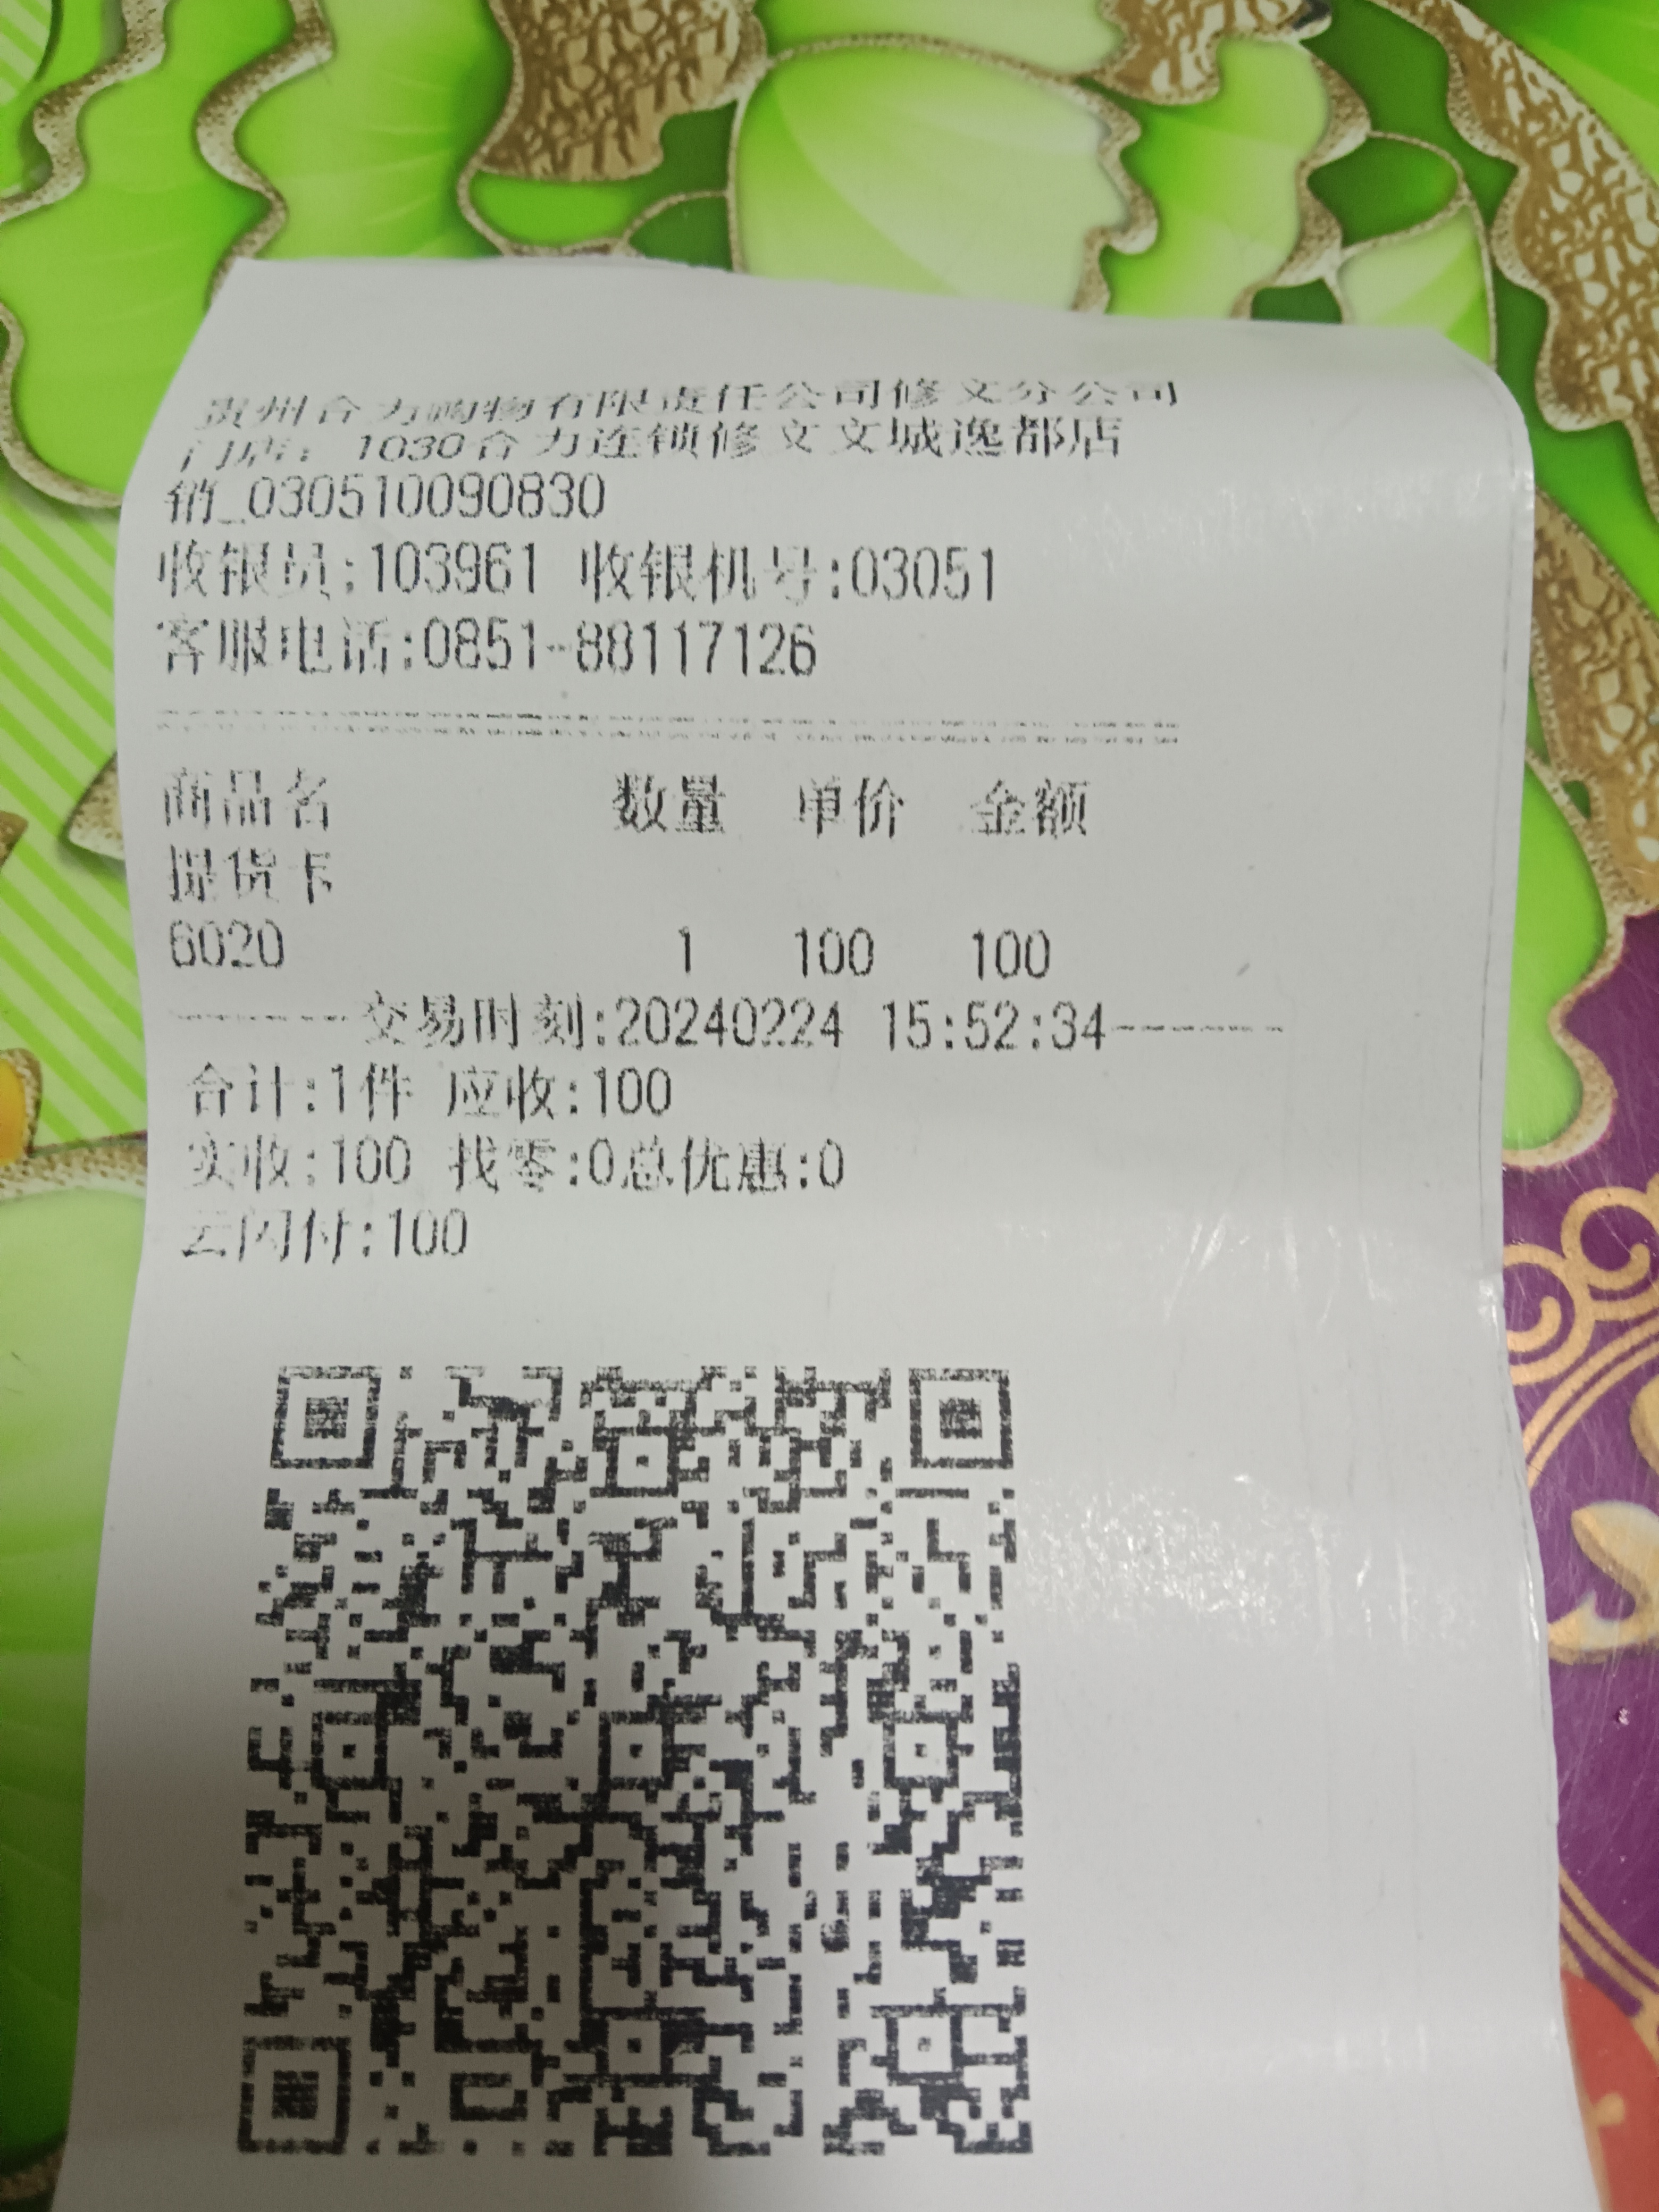 贵州合力购物有限责任公司修文分公司
门店：1030合力连锁修文文城逸都店
销_030510090830
收银员:103961 收银机号:03051
客服电话:0851-88117126
商品名 数量 单价 金额
提货卡
6020 1 100 100
------交易时刻:20240224 15:52:34------
合计:1件 应收:100
实收:100 找零:0总优惠:0
云闪付:100